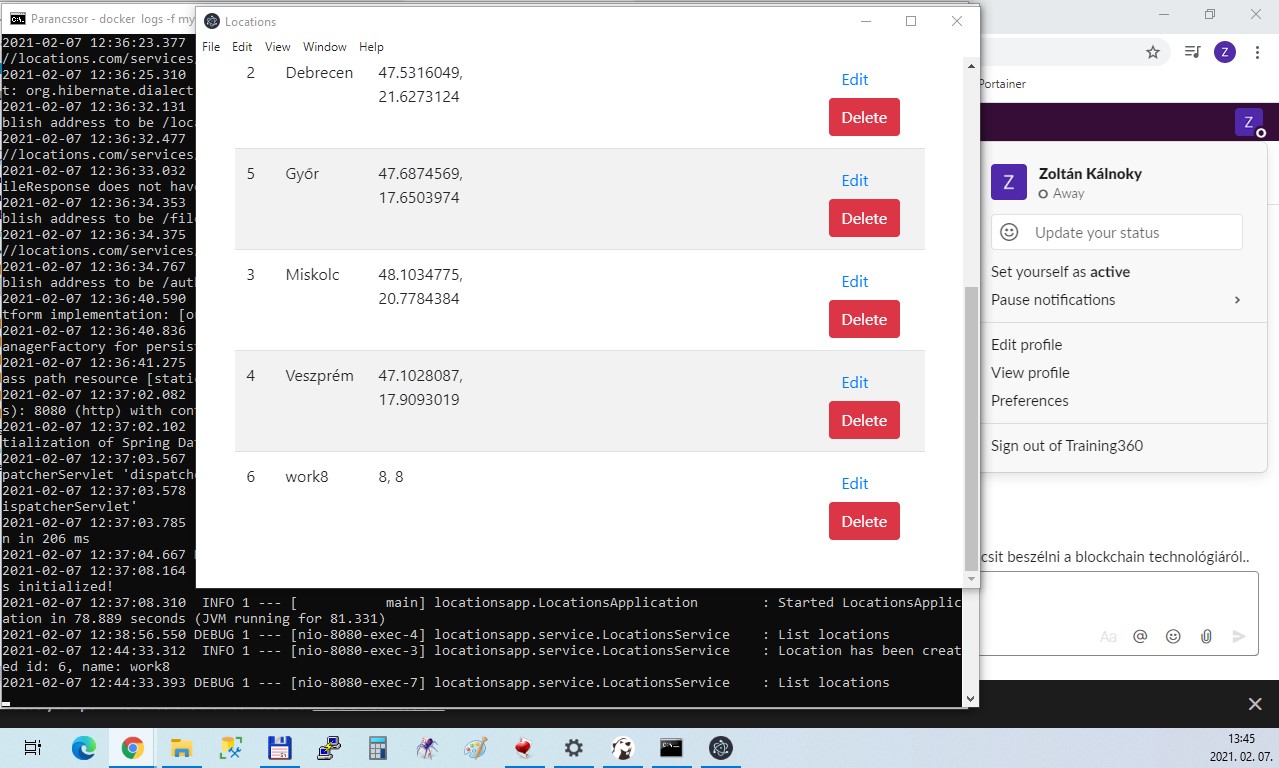 Parancssor - docker logs -f my
Locations
File Edit View Window Help
2 Debrecen 47.5316049, Edit
21.6273124
Delete
5 Győr 47.6874569, Edit
17.6503974
Delete
3 Miskolc 48.1034775, Edit
20.7784384
Delete
4 Veszprém 47.1028087, Edit
17.9093019
Delete
6 work8 8, 8 Edit
Delete
2021-02-07 12:36:23.377
//locations.com/services
2021-02-07 12:36:25.310
t: org.hibernate.dialect
2021-02-07 12:36:32.131
blish address to be /loca
2021-02-07 12:36:32.477
//locations.com/services
2021-02-07 12:36:33.032
ileResponse does not have
2021-02-07 12:36:34.353
blish address to be /fil
2021-02-07 12:36:34.375
//locations.com/services
2021-02-07 12:36:34.767
blish address to be /auth
2021-02-07 12:36:40.590
tform implementation: [o
2021-02-07 12:36:40.836
anagerFactory for persist
2021-02-07 12:36:41.275
ass path resource [stati
2021-02-07 12:37:02.082
s): 8080 (http) with cont
2021-02-07 12:37:02.102
tialization of Spring Dat
2021-02-07 12:37:03.567
patcherServlet 'dispatche
2021-02-07 12:37:03.578
ispatcherServlet'
2021-02-07 12:37:03.785
n in 206 ms
2021-02-07 12:37:04.667
2021-02-07 12:37:08.164
s initialized!
2021-02-07 12:37:08.310 INFO 1 --- [ main] locationsapp.LocationsApplication : Started LocationsApplic
ation in 78.889 seconds (JVM running for 81.331)
2021-02-07 12:38:56.550 DEBUG 1 --- [nio-8080-exec-4] locationsapp.service.LocationsService : List locations
2021-02-07 12:44:33.312 INFO 1 --- [nio-8080-exec-3] locationsapp.service.LocationsService : Location has been creat
ed id: 6, name: work8
2021-02-07 12:44:33.393 DEBUG 1 --- [nio-8080-exec-7] locationsapp.service.LocationsService : List locations
Z
Portainer
Z
Z Zoltán Kálnoky
Away
Update your status
Set yourself as active
Pause notifications
Edit profile
View profile
Preferences
Sign out of Training360
csit beszélni a blockchain technológiáról..
Aa @
13:45
2021. 02. 07.